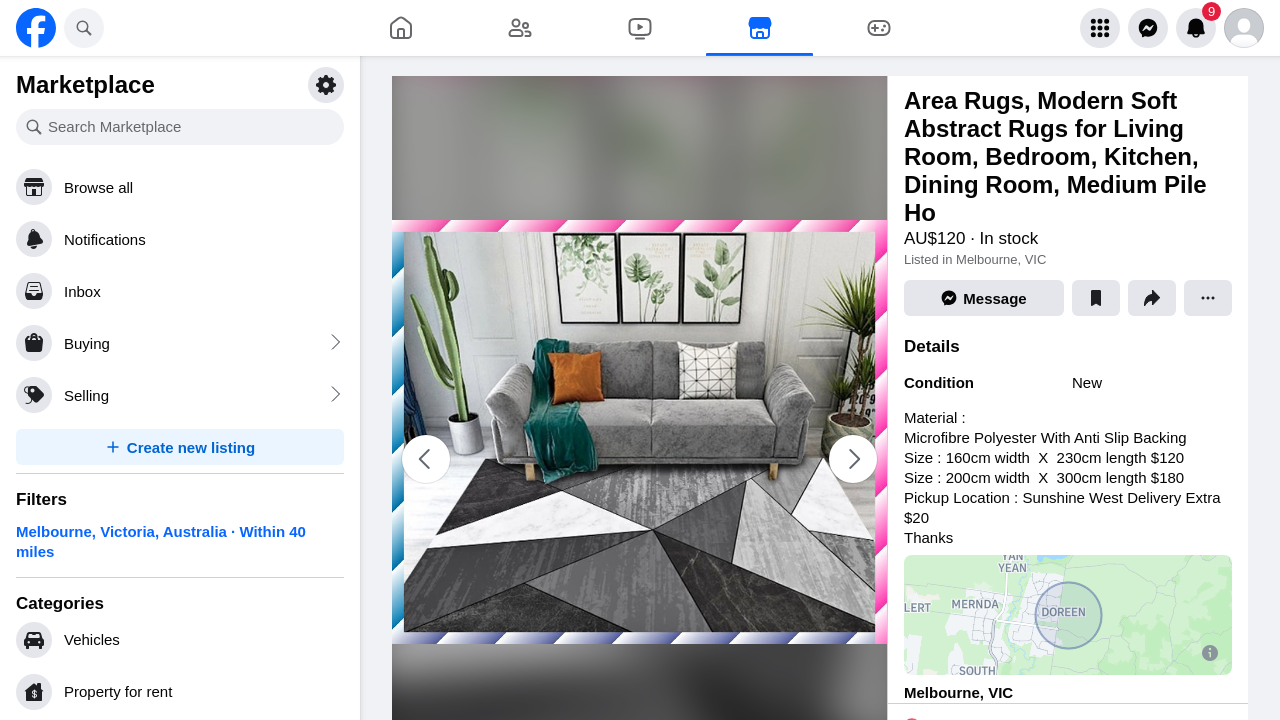 9
Marketplace
Search Marketplace
Browse all
Notifications
Inbox
Buying
Selling
Create new listing
Filters
Melbourne, Victoria, Australia · Within 40
miles
Categories
Vehicles
Property for rent
Area Rugs, Modern Soft
Abstract Rugs for Living
Room, Bedroom, Kitchen,
Dining Room, Medium Pile
Ho
AU$120 · In stock
Listed in Melbourne, VIC
Message
Details
Condition
New
Material :
Microfibre Polyester With Anti Slip Backing
Size : 160cm width  X  230cm length $120
Size : 200cm width  X  300cm length $180
Pickup Location : Sunshine West Delivery Extra
$20
Thanks
YAN
YEAN
LERT
MERNDA
DOREEN
SOUTH
Melbourne, VIC